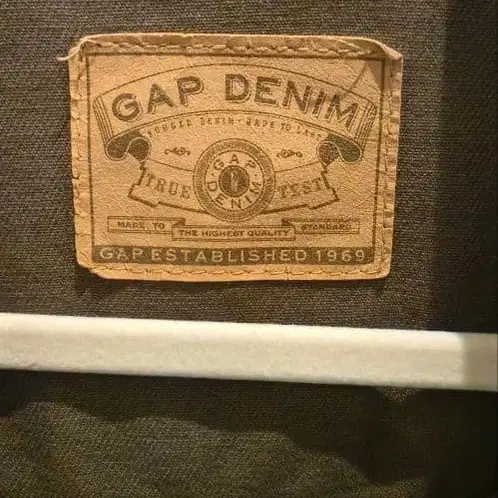 GAP DENIM
RUGGED DENIM · MADE TO LAST
TRUE TEST
GAP
DENIM
MADE TO THE HIGHEST QUALITY STANDARD
GAP ESTABLISHED 1969